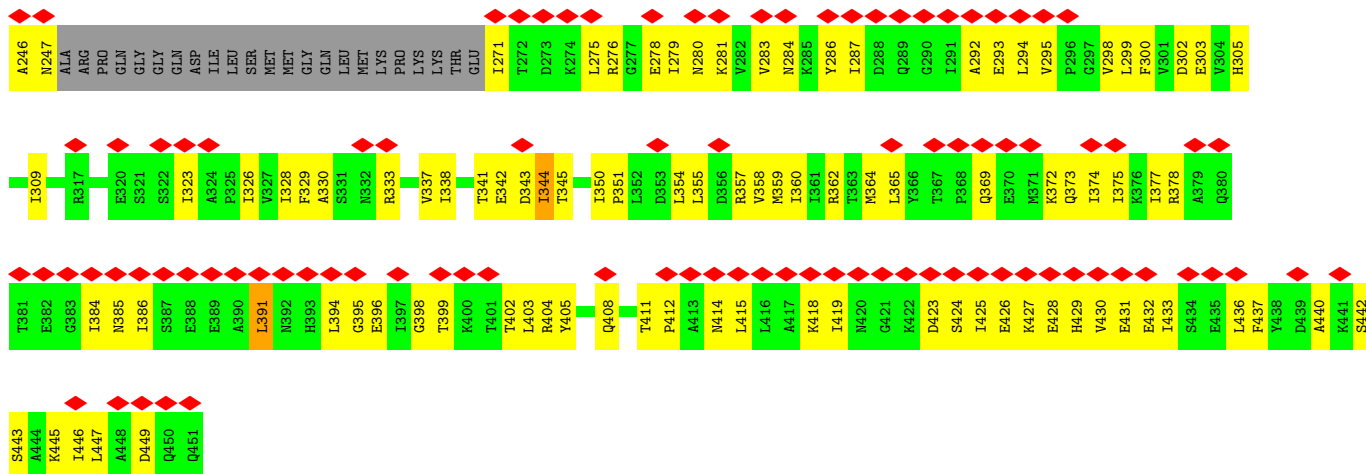 A246 N247 ALA ARG PRO GLN GLY GLY GLN ASP ILE LEU SER MET MET GLY GLN LEU MET LYS PRO LYS LYS THR GLU I271 T272 D273 K274 L275 R276 G277 E278 I279 N280 K281 V282 V283 N284 K285 Y286 I287 D288 Q289 G290 I291 A292 E293 L294 V295 P296 G297 V298 L299 F300 V301 D302 E303 V304 H305
I309 R317 E320 S321 S322 I323 A324 P325 I326 V327 I328 F329 A330 S331 N332 R333 V337 I338 T341 E342 D343 I344 T345 I350 P351 L352 D353 L354 L355 D356 R357 V358 M359 I360 I361 R362 T363 M364 L365 Y366 T367 P368 Q369 E370 M371 K372 Q373 I374 I375 K376 I377 R378 A379 Q380
T381 E382 G383 I384 N385 I386 S387 E388 E389 A390 L391 N392 H393 L394 G395 E396 I397 G398 T399 K400 T401 T402 L403 R404 Y405 Q408 T411 P412 A413 N414 L415 L416 A417 K418 I419 N420 G421 K422 D423 S424 I425 E426 K427 E428 H429 V430 E431 E432 I433 S434 E435 L436 F437 Y438 D439 A440 K441 S442
S443 A444 K445 I446 L447 A448 D449 Q450 Q451